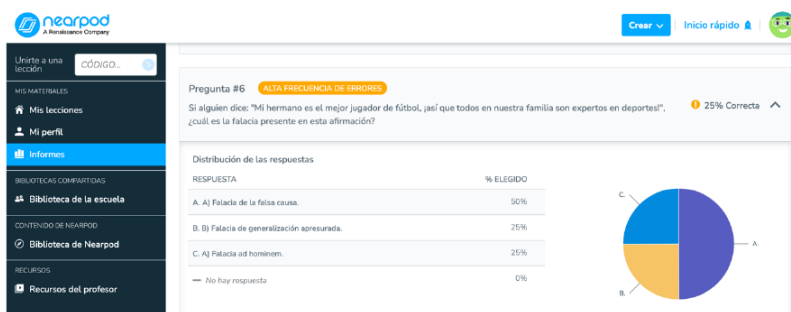 nearpod
A Renaissance Company
Crear
Inicio rápido
Unirte a una lección
CÓDIGO...
MIS MATERIALES
Mis lecciones
Mi perfil
Informes
BIBLIOTECAS COMPARTIDAS
Biblioteca de la escuela
CONTENIDO DE NEARPOD
Biblioteca de Nearpod
RECURSOS
Recursos del profesor
Pregunta #6 ALTA FRECUENCIA DE ERRORES
Si alguien dice: "Mi hermano es el mejor jugador de fútbol, ¡así que todos en nuestra familia son expertos en deportes!",
¿cuál es la falacia presente en esta afirmación?
25% Correcta
Distribución de las respuestas
RESPUESTA % ELEGIDO
A. A) Falacia de la falsa causa. 50%
B. B) Falacia de generalización apresurada. 25%
C. A) Falacia ad hominem. 25%
— No hay respuesta 0%
C.
A.
B.